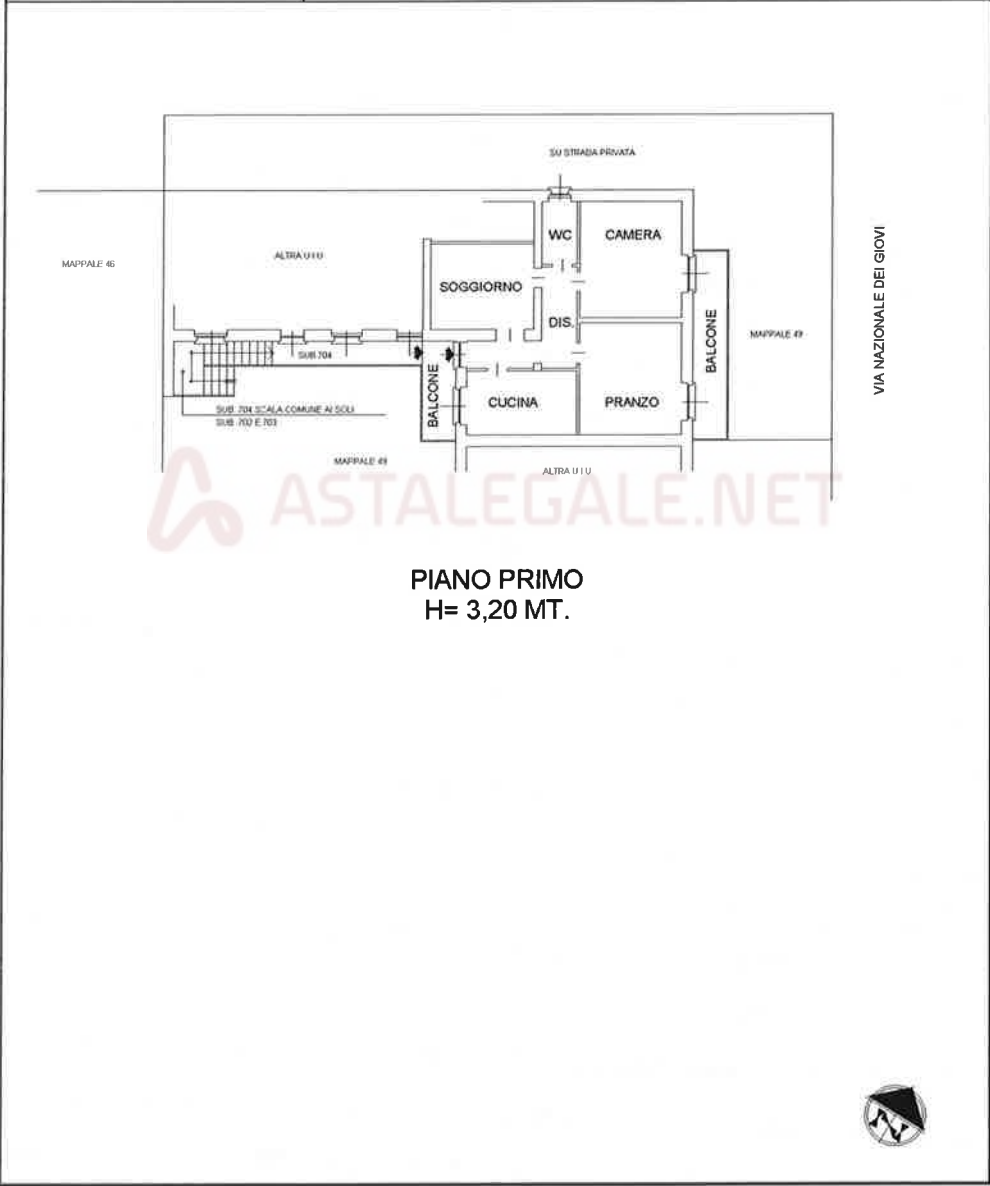 SU STRADA PRIVATA
WC
CAMERA
ALTRA U I U
MAPPALE 46
SOGGIORNO
VIA NAZIONALE DEI GIOVI
DIS.
BALCONE
MAPPALE 49
SUB.704
BALCONE
CUCINA
PRANZO
SUB. 704 SCALA COMUNE AI SOLI
SUB. 702 E 703
MAPPALE 49
ALTRA U I U
ASTALEGALE.NET
PIANO PRIMO
H= 3,20 MT.
N